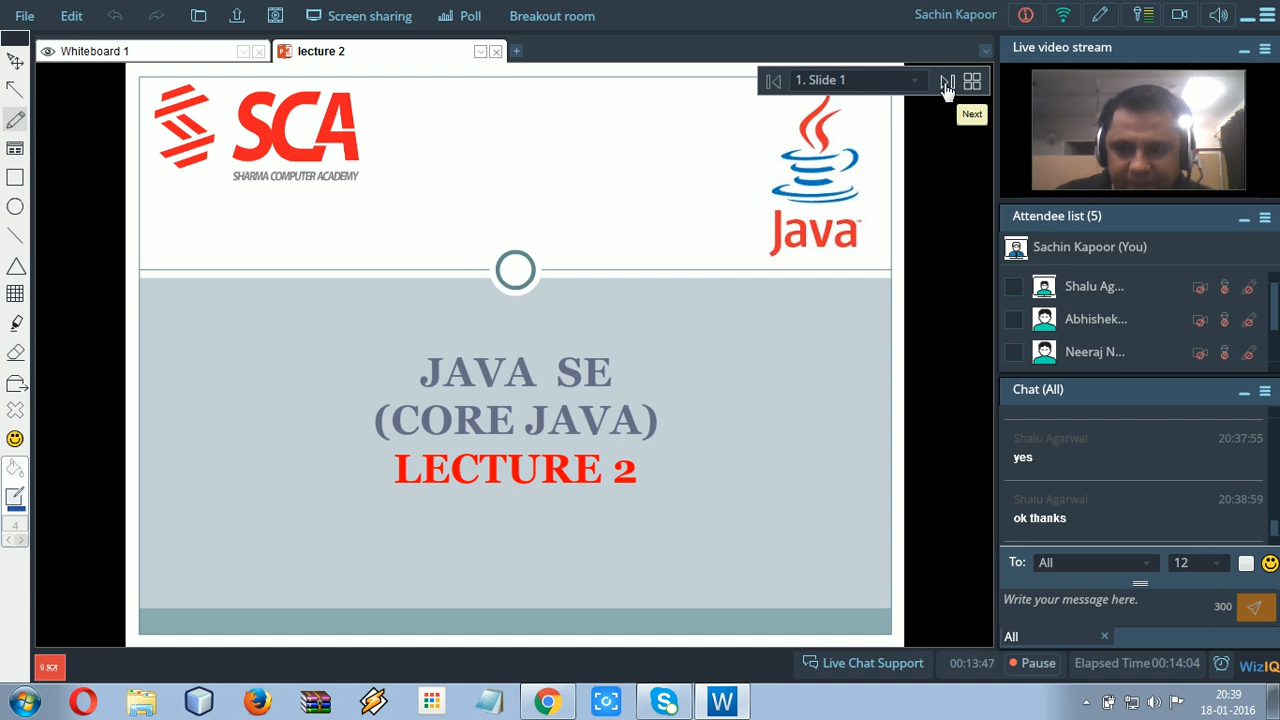 File Edit Screen sharing Poll Breakout room Sachin Kapoor
Whiteboard 1 lecture 2
1. Slide 1
Next
SCA
SHARMA COMPUTER ACADEMY
Java
JAVA SE
(CORE JAVA)
LECTURE 2
Live video stream
Attendee list (5)
Sachin Kapoor (You)
Shalu Ag...
Abhishek...
Neeraj N...
Chat (All)
Shalu Agarwal 20:37:55
yes
Shalu Agarwal 20:38:59
ok thanks
To: All 12
Write your message here. 300
All
4
SCA
Live Chat Support 00:13:47 Pause Elapsed Time 00:14:04 WizIQ
W
20:39
18-01-2016